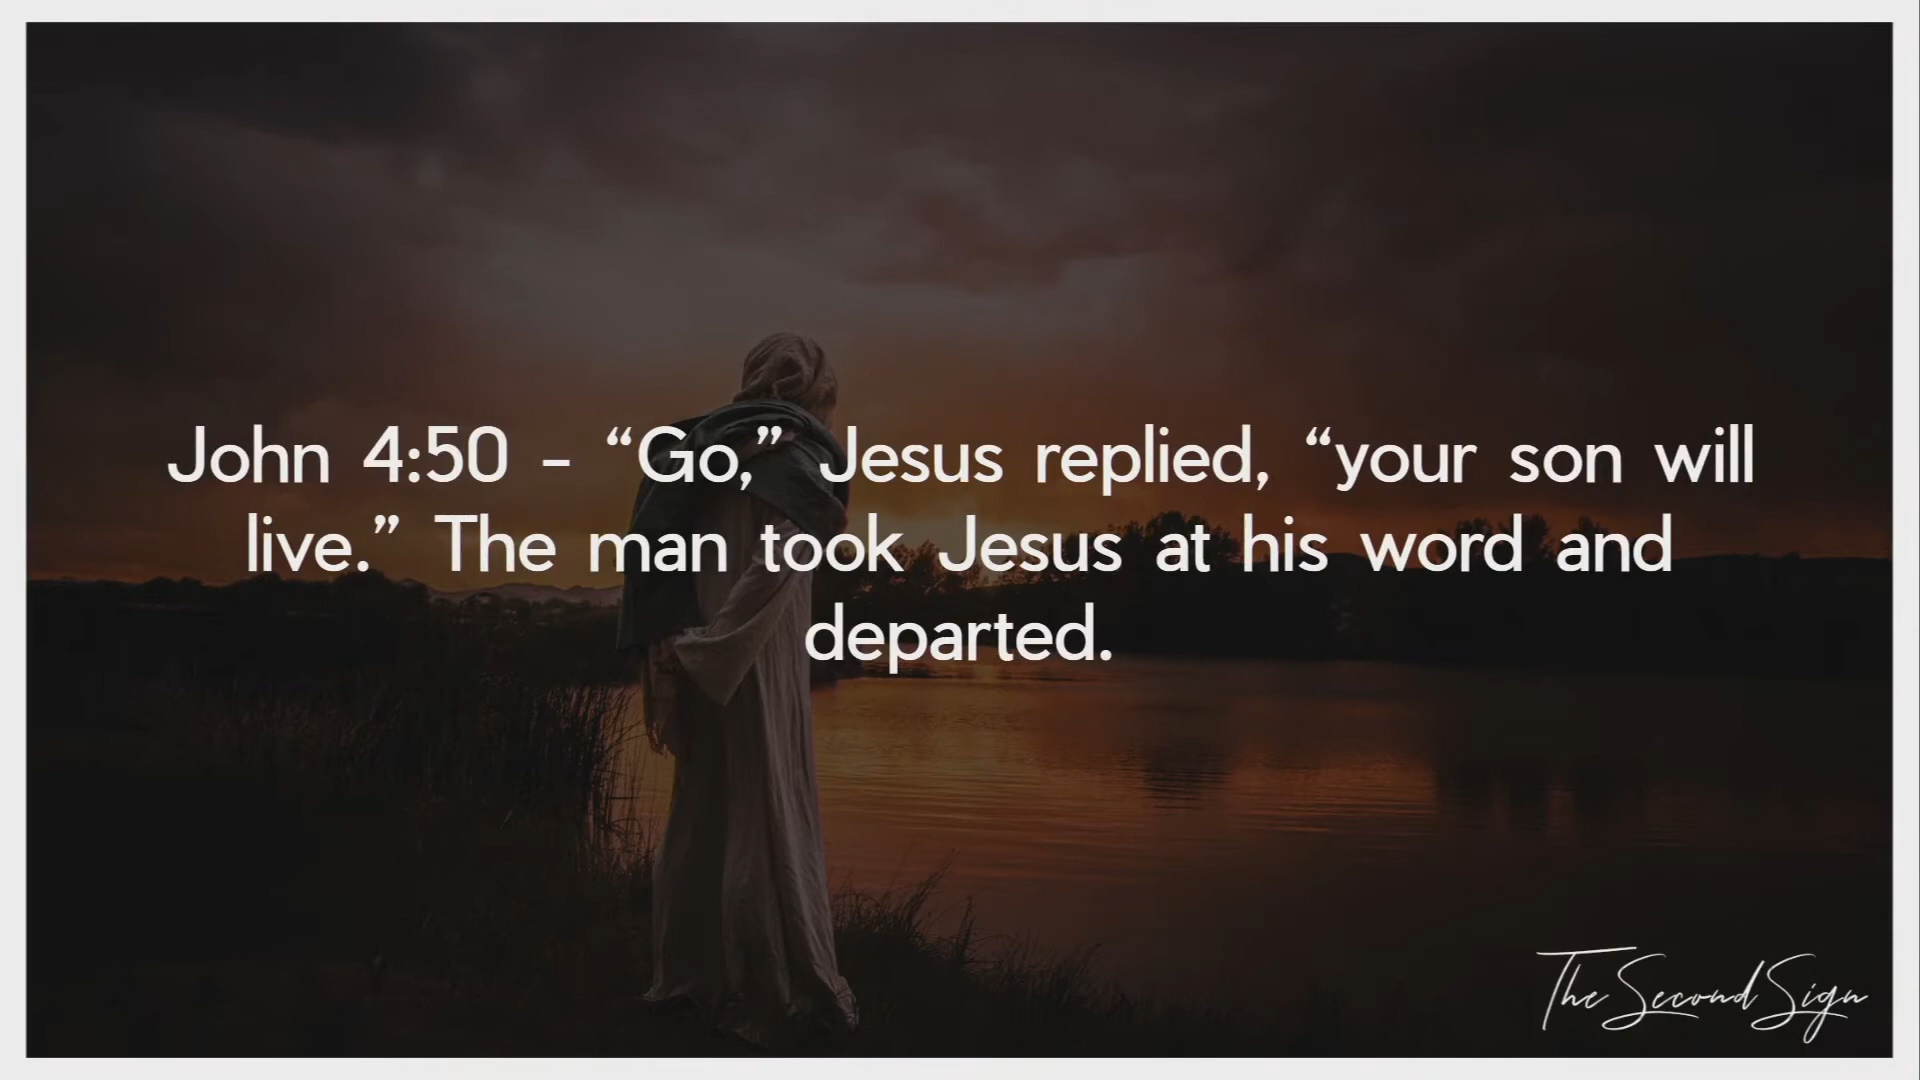 John 4:50 - “Go,” Jesus replied, “your son will
live.” The man took Jesus at his word and
departed.
The Second Sign